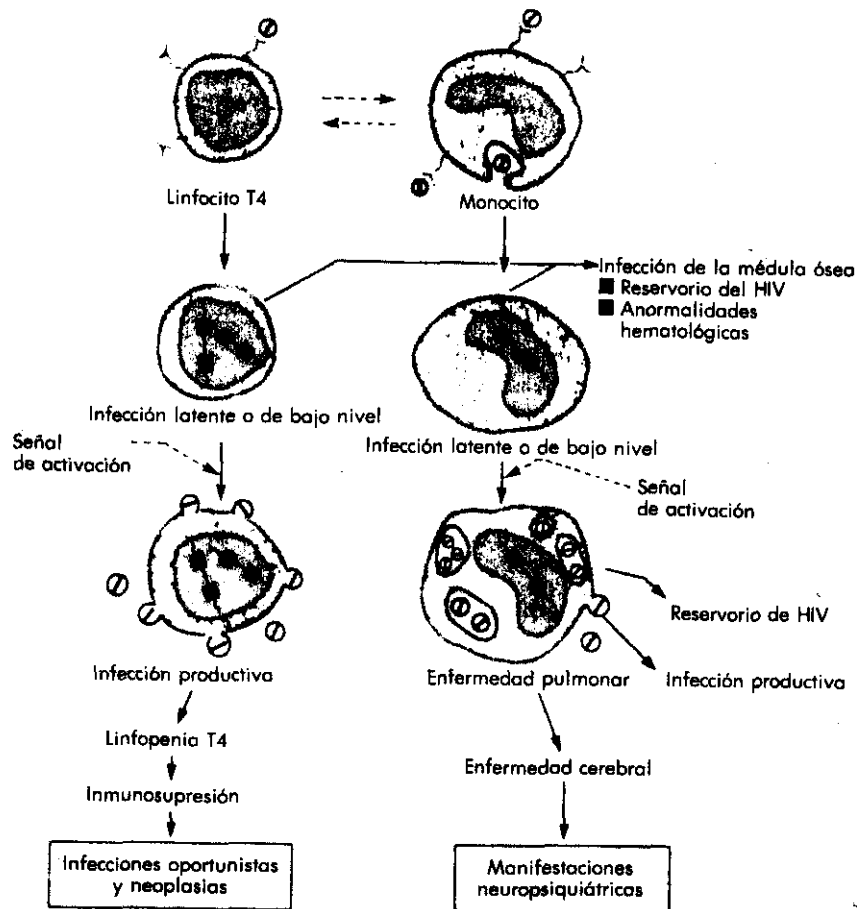 Linfocito T4
Monocito
Infección de la médula ósea
Reservorio del HIV
Anormalidades
hematológicas
Infección latente o de bajo nivel
Infección latente o de bajo nivel
Señal
de activación
Señal
de activación
Reservorio de HIV
Infección productiva
Enfermedad pulmonar
Infección productiva
Linfopenia T4
Enfermedad cerebral
Inmunosupresión
Infecciones oportunistas
y neoplasias
Manifestaciones
neuropsiquiátricas